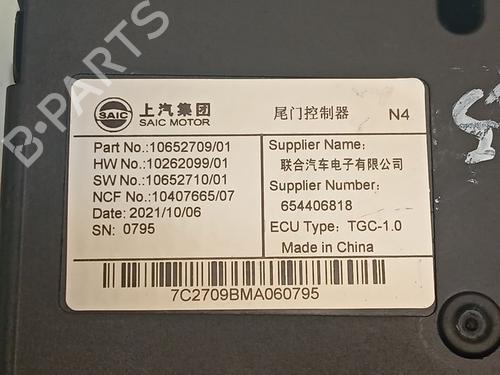 SAIC
上汽集团
SAIC MOTOR
尾门控制器 N4
Part No.:10652709/01
HW No.:10262099/01
SW No.:10652710/01
NCF No.:10407665/07
Date: 2021/10/06
SN: 0795
Supplier Name:
联合汽车电子有限公司
Supplier Number:
654406818
ECU Type: TGC-1.0
Made in China
7C2709BMA060795
B-PARTS